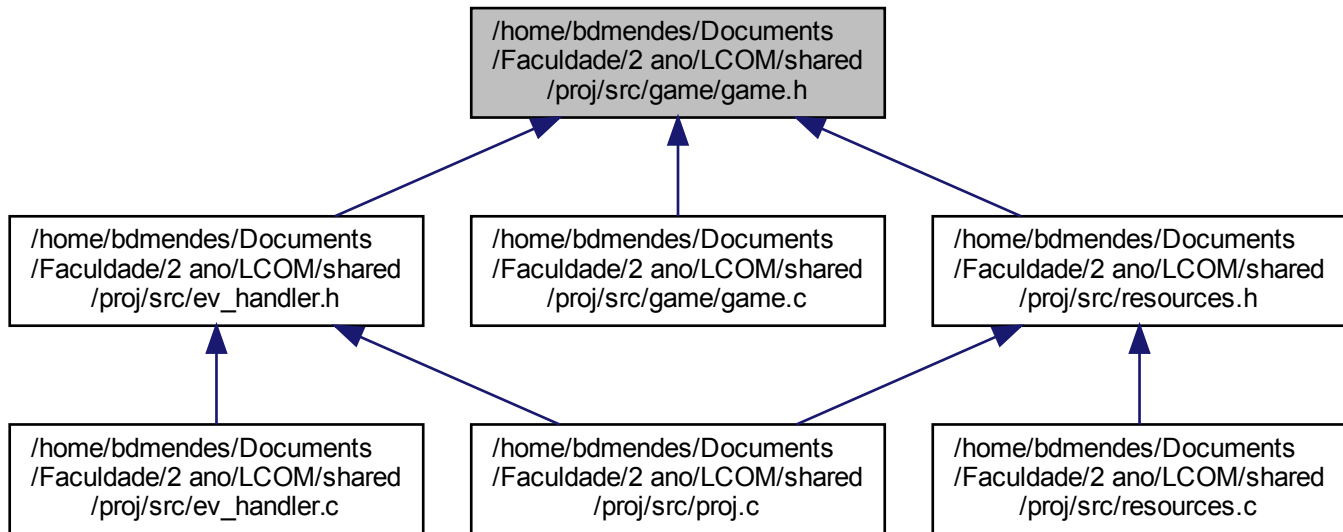 /home/bdmendes/Documents
/Faculdade/2 ano/LCOM/shared
/proj/src/game/game.h
/home/bdmendes/Documents
/Faculdade/2 ano/LCOM/shared
/proj/src/ev_handler.h
/home/bdmendes/Documents
/Faculdade/2 ano/LCOM/shared
/proj/src/game/game.c
/home/bdmendes/Documents
/Faculdade/2 ano/LCOM/shared
/proj/src/resources.h
/home/bdmendes/Documents
/Faculdade/2 ano/LCOM/shared
/proj/src/ev_handler.c
/home/bdmendes/Documents
/Faculdade/2 ano/LCOM/shared
/proj/src/proj.c
/home/bdmendes/Documents
/Faculdade/2 ano/LCOM/shared
/proj/src/resources.c